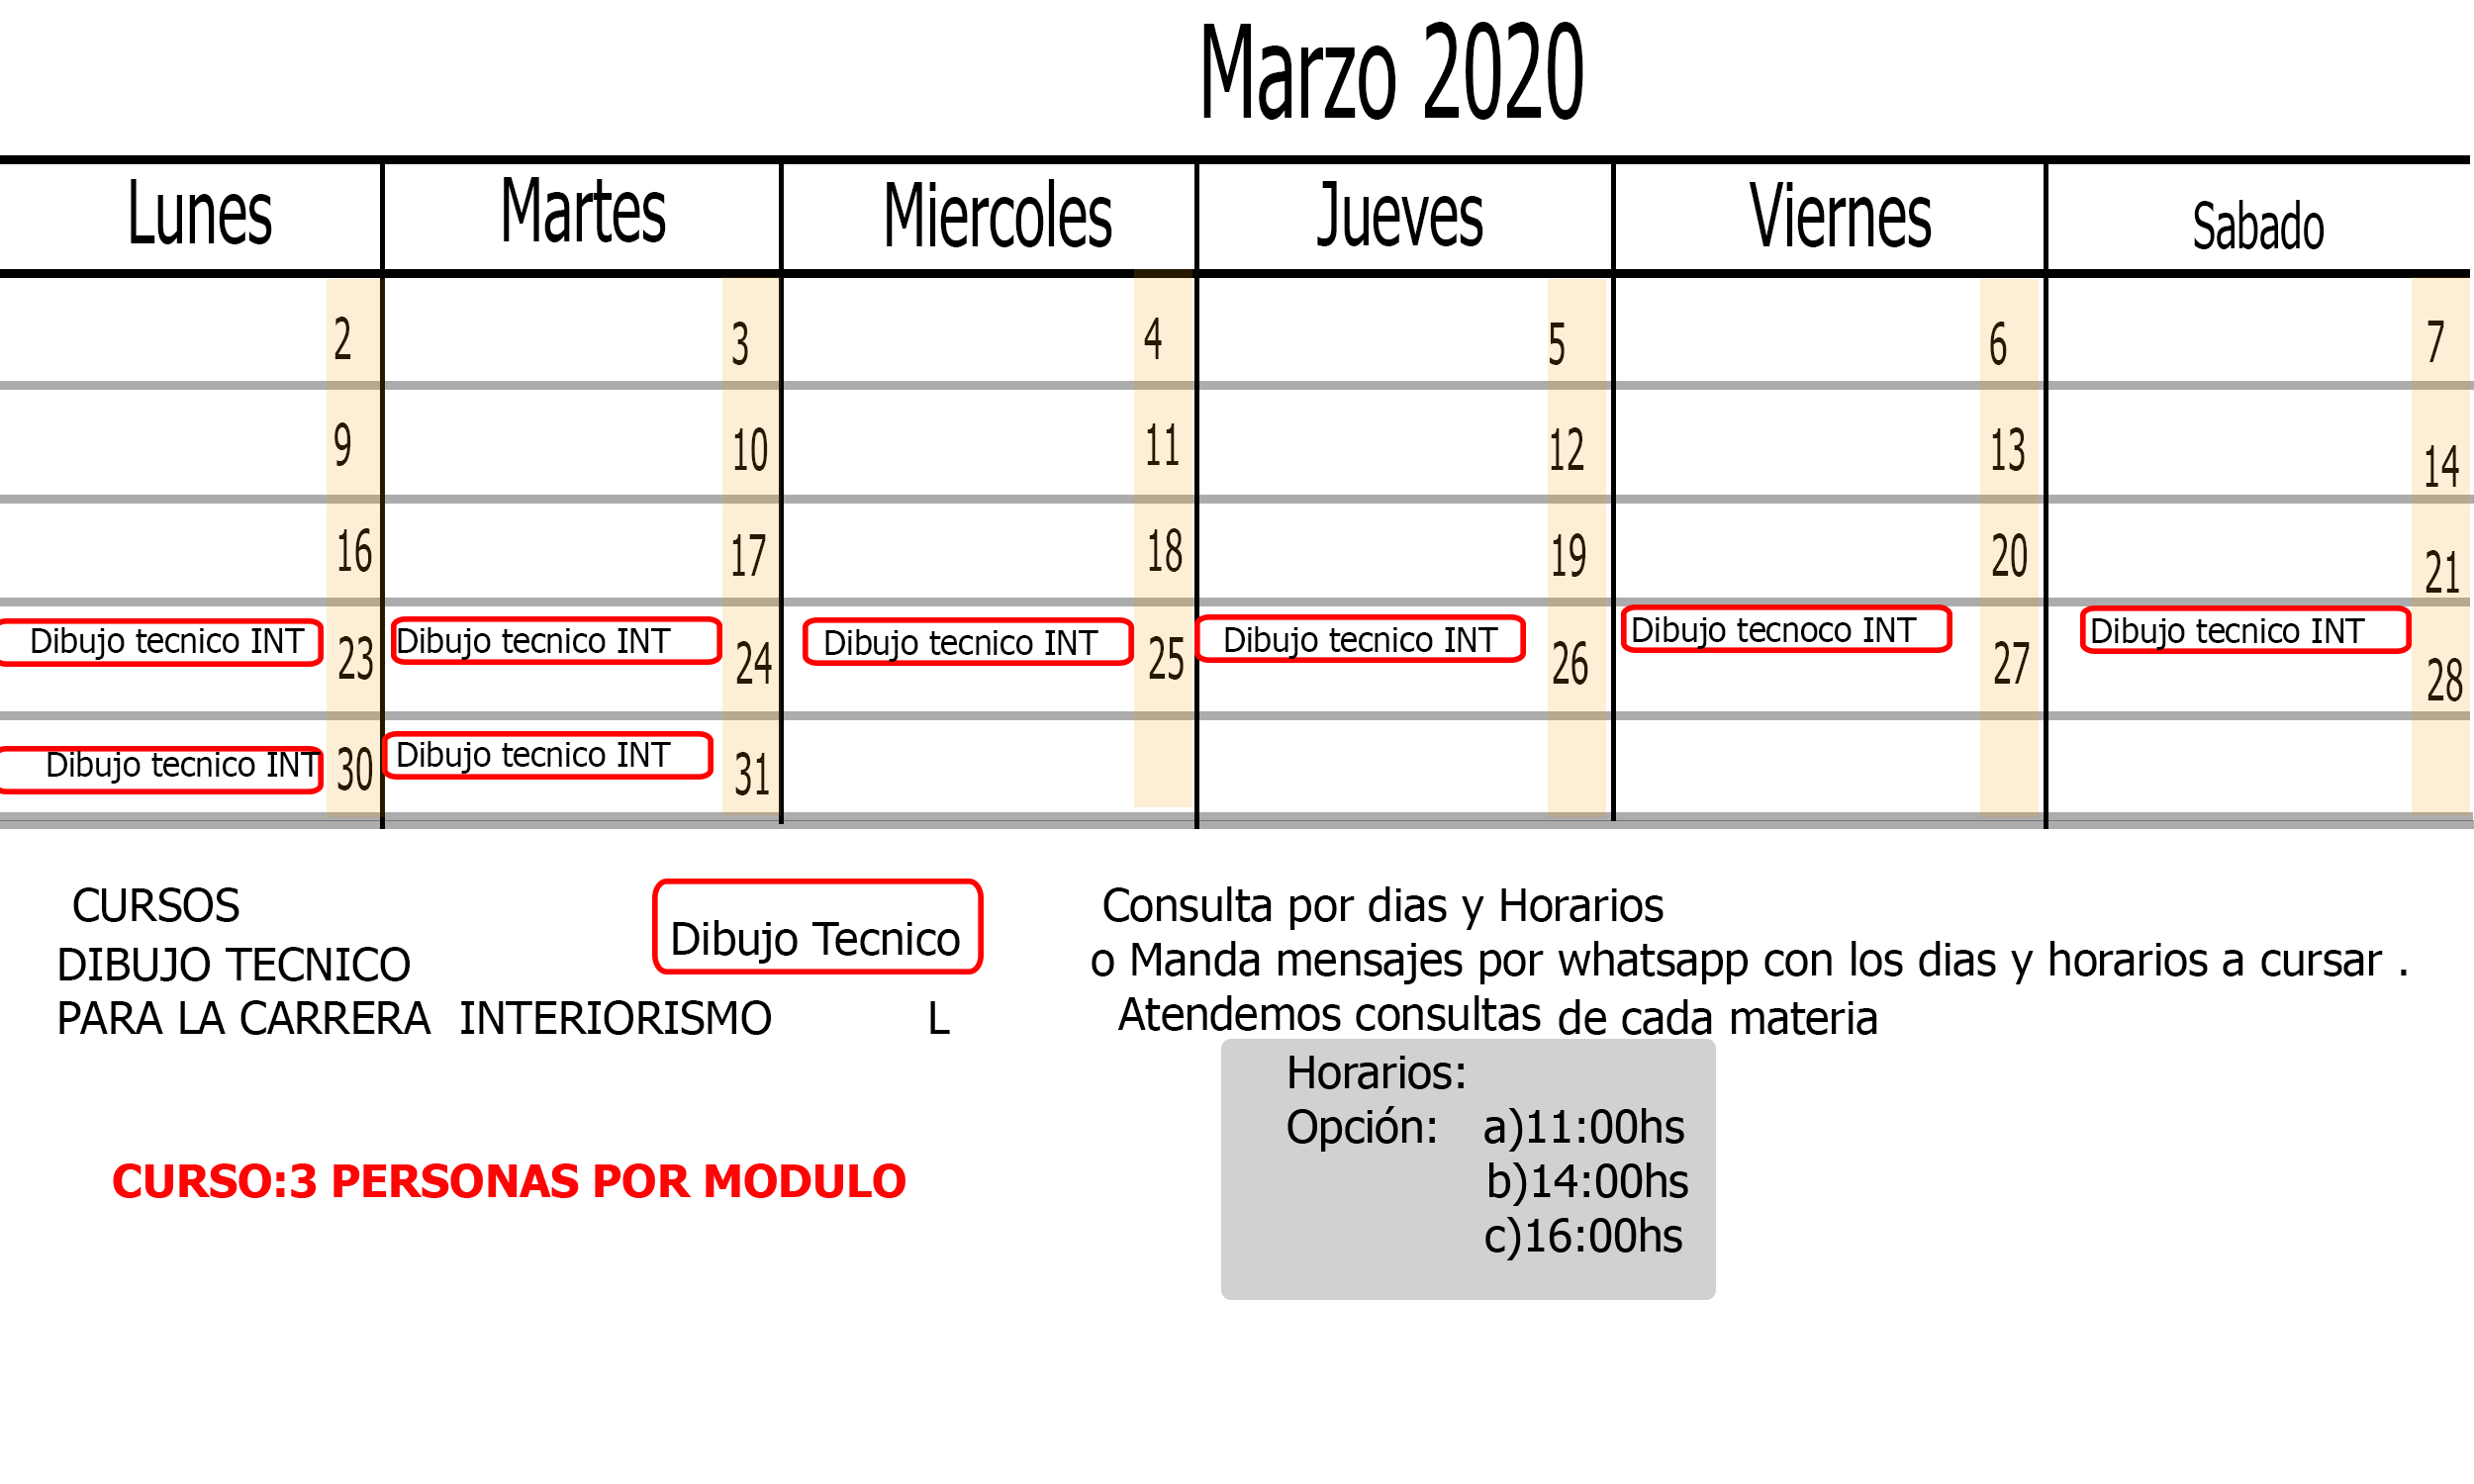 Marzo 2020
Lunes Martes Miercoles Jueves Viernes Sabado
2 3 4 5 6 7
9 10 11 12 13 14
16 17 18 19 20 21
Dibujo tecnico INT 23 Dibujo tecnico INT 24 Dibujo tecnico INT 25 Dibujo tecnico INT 26 Dibujo tecnoco INT 27 Dibujo tecnico INT 28
Dibujo tecnico INT 30 Dibujo tecnico INT 31
CURSOS
DIBUJO TECNICO
PARA LA CARRERA INTERIORISMO L
Dibujo Tecnico
CURSO:3 PERSONAS POR MODULO
Consulta por dias y Horarios
o Manda mensajes por whatsapp con los dias y horarios a cursar .
Atendemos consultas de cada materia
Horarios:
Opción: a)11:00hs
b)14:00hs
c)16:00hs